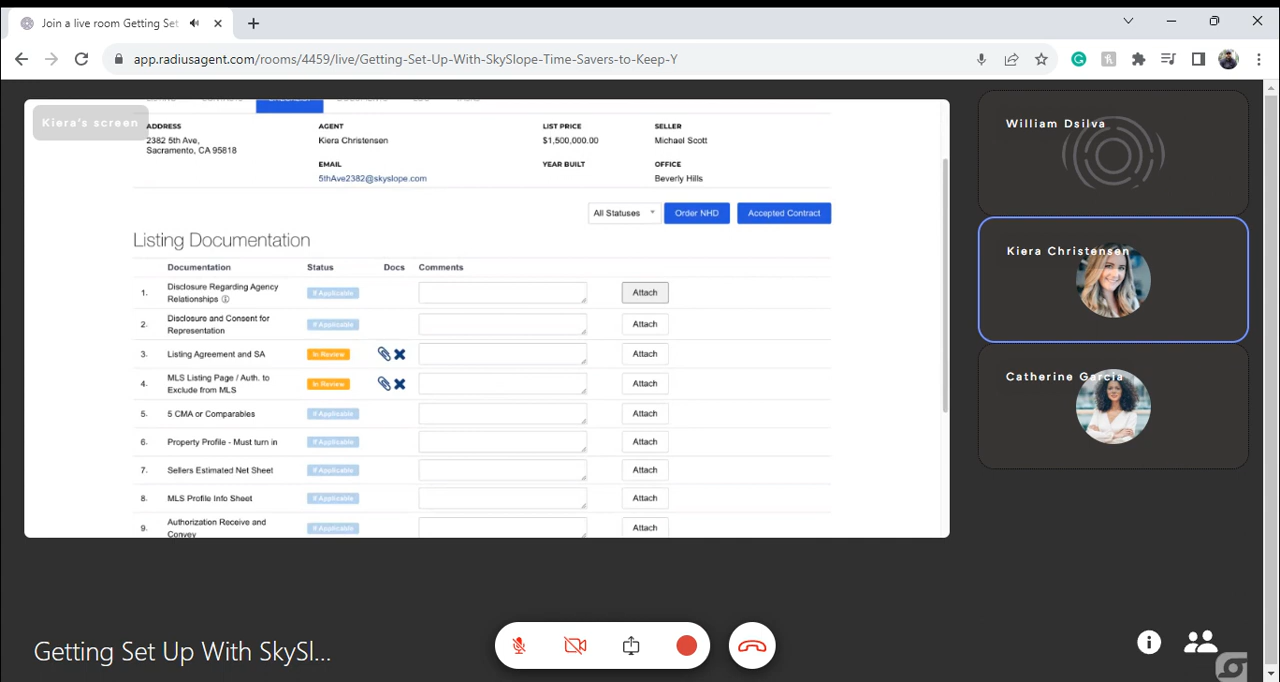 Join a live room Getting Set
app.radiusagent.com/rooms/4459/live/Getting-Set-Up-With-SkySlope-Time-Savers-to-Keep-Y
Kiera's screen
ADDRESS
2382 5th Ave,
Sacramento, CA 95818
AGENT
Kiera Christensen
LIST PRICE
$1,500,000.00
SELLER
Michael Scott
EMAIL
5thAve2382@skyslope.com
YEAR BUILT
OFFICE
Beverly Hills
All Statuses
Order NHD
Accepted Contract
Listing Documentation
Documentation Status Docs Comments
1. Disclosure Regarding Agency
Relationships If Applicable Attach
2. Disclosure and Consent for
Representation If Applicable Attach
3. Listing Agreement and SA In Review Attach
4. MLS Listing Page / Auth. to
Exclude from MLS In Review Attach
5. 5 CMA or Comparables If Applicable Attach
6. Property Profile - Must turn in If Applicable Attach
7. Sellers Estimated Net Sheet If Applicable Attach
8. MLS Profile Info Sheet If Applicable Attach
9. Authorization Receive and
Convey If Applicable Attach
William Dsilva
Kiera Christensen
Catherine Garcia
Getting Set Up With SkySl...